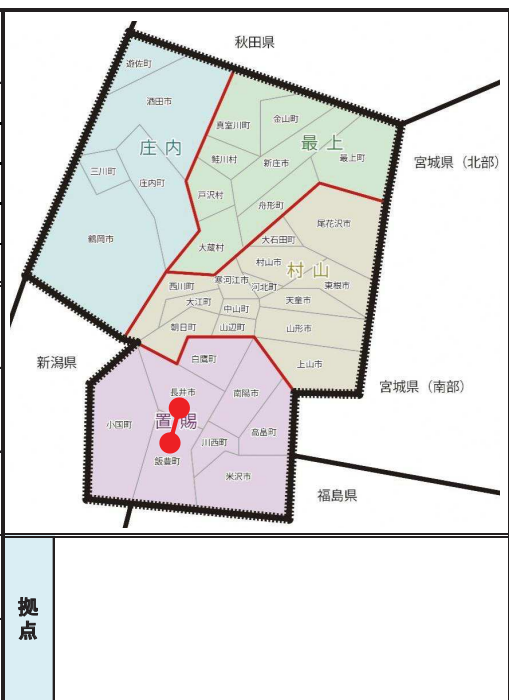 秋田県
遊佐町
酒田市
金山町
真室川町
最上
庄内
最上町
宮城県（北部）
鮭川村
新庄市
三川町
庄内町
戸沢村
舟形町
尾花沢市
鶴岡市
大蔵村
大石田町
村山市
村山
西川町
寒河江市
河北町
東根市
大江町
中山町
天童市
朝日町
山辺町
山形市
新潟県
白鷹町
上山市
宮城県（南部）
長井市
南陽市
小国町
置賜
高畠町
川西町
飯豊町
米沢市
福島県
拠
点